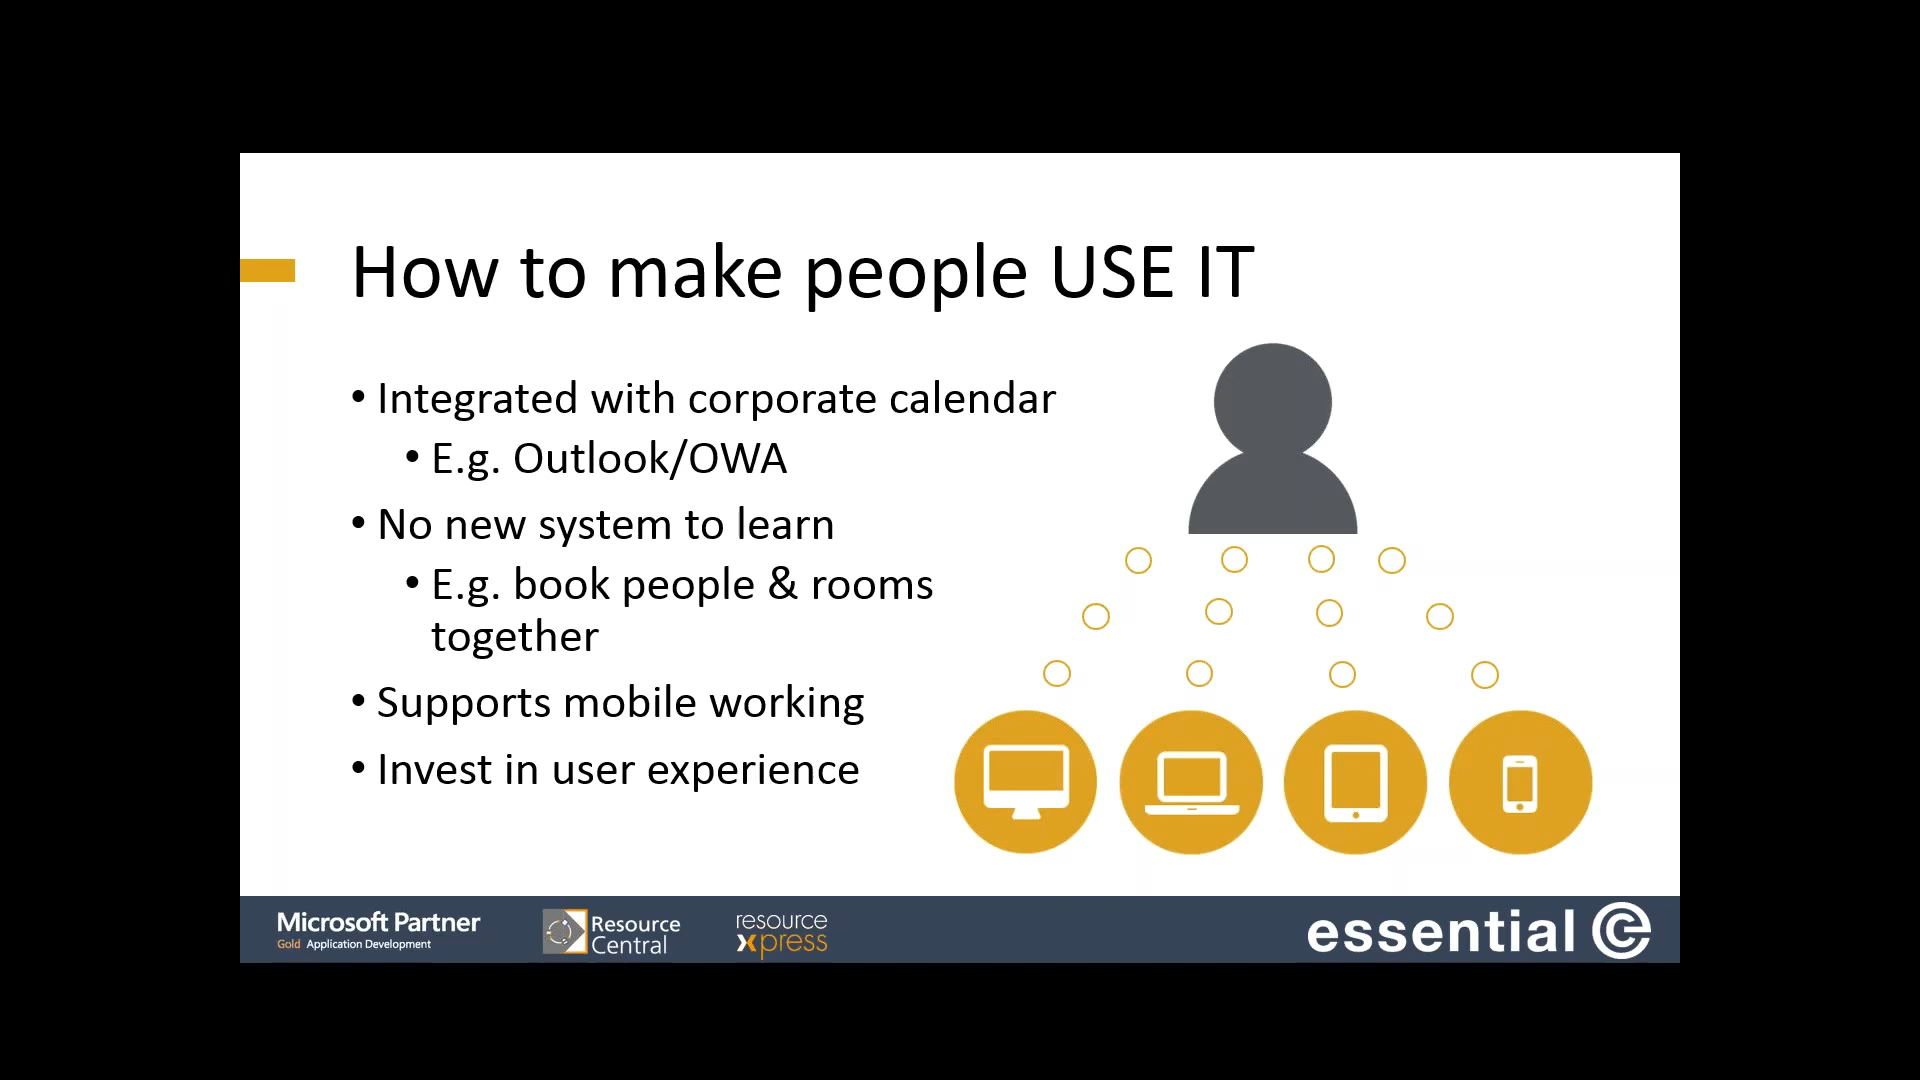 How to make people USE IT
• Integrated with corporate calendar
• E.g. Outlook/OWA
• No new system to learn
• E.g. book people & rooms
together
• Supports mobile working
• Invest in user experience
Microsoft Partner
Gold Application Development
Resource
Central
resource
xpress
essential